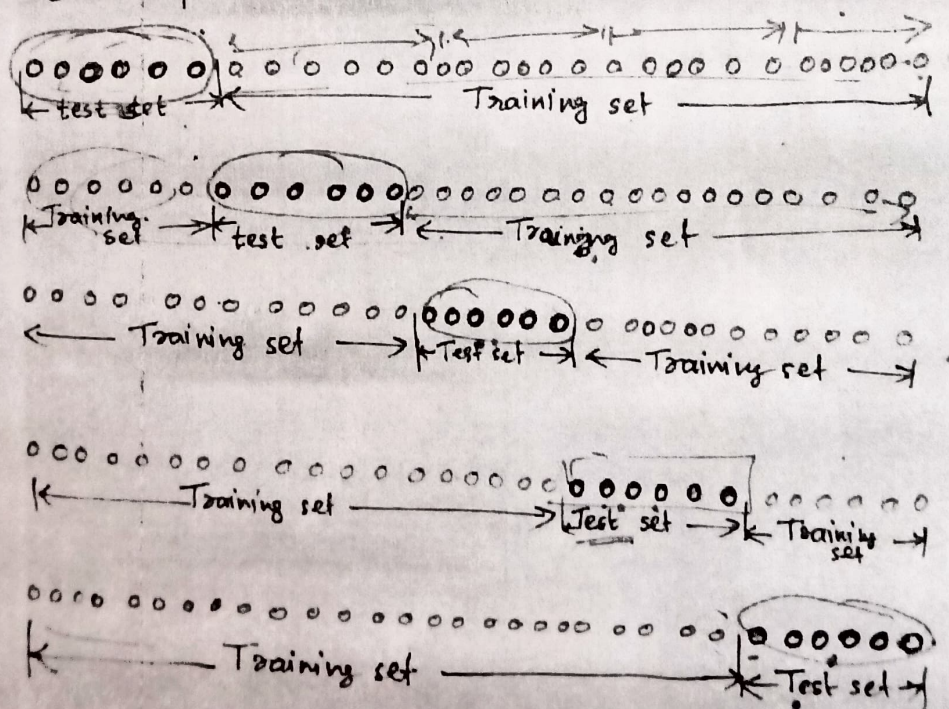 test set Training set
Training set test set Training set
Training set Test set Training set
Training set Test set Training set
Training set Test set